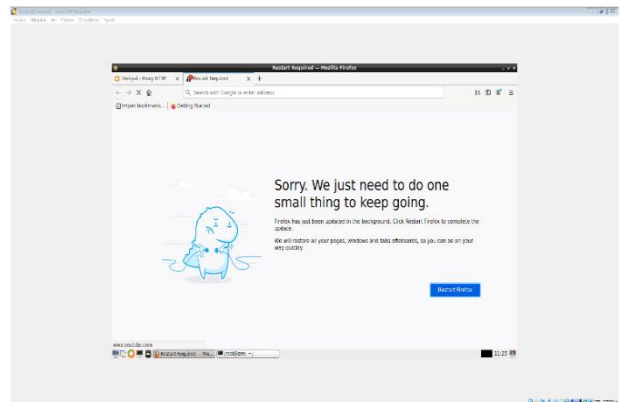 Restart Required — Mozilla Firefox
Restart Required
Search with Google or enter address
Import bookmarks... Getting Started
Sorry. We just need to do one
small thing to keep going.
Firefox has just been updated in the background. Click Restart Firefox to complete the
update.
We will restore all your pages, windows and tabs afterwards, so you can be on your
way quickly.
Restart Firefox
www.youtube.com
11:25